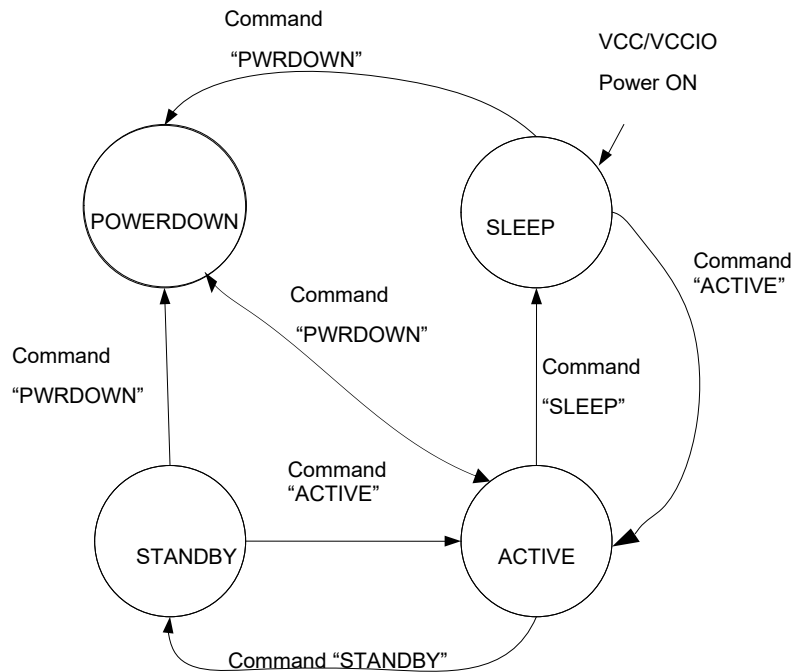 Command
“PWRDOWN”
VCC/VCCIO
Power ON
POWERDOWN
SLEEP
Command
“ACTIVE”
Command
“PWRDOWN”
Command
“PWRDOWN”
Command
“SLEEP”
Command
“ACTIVE”
STANDBY
ACTIVE
Command “STANDBY”